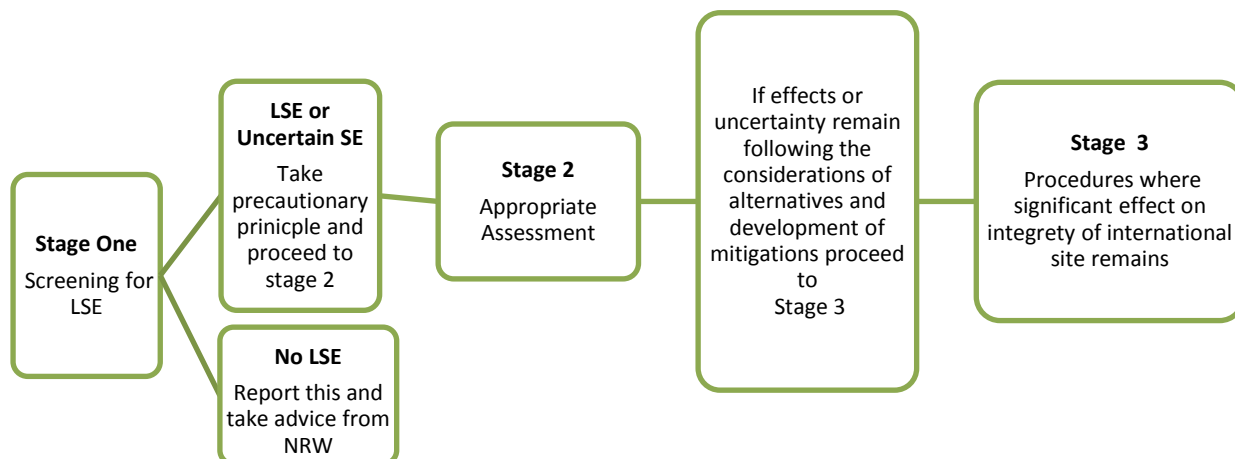 Stage One
Screening for
LSE
LSE or
Uncertain SE
Take
precautionary
prinicple and
proceed to
stage 2
No LSE
Report this and
take advice from
NRW
Stage 2
Appropriate
Assessment
If effects or
uncertainty remain
following the
considerations of
alternatives and
development of
mitigations proceed
to
Stage 3
Stage  3
Procedures where
significant effect on
integrety of international
site remains